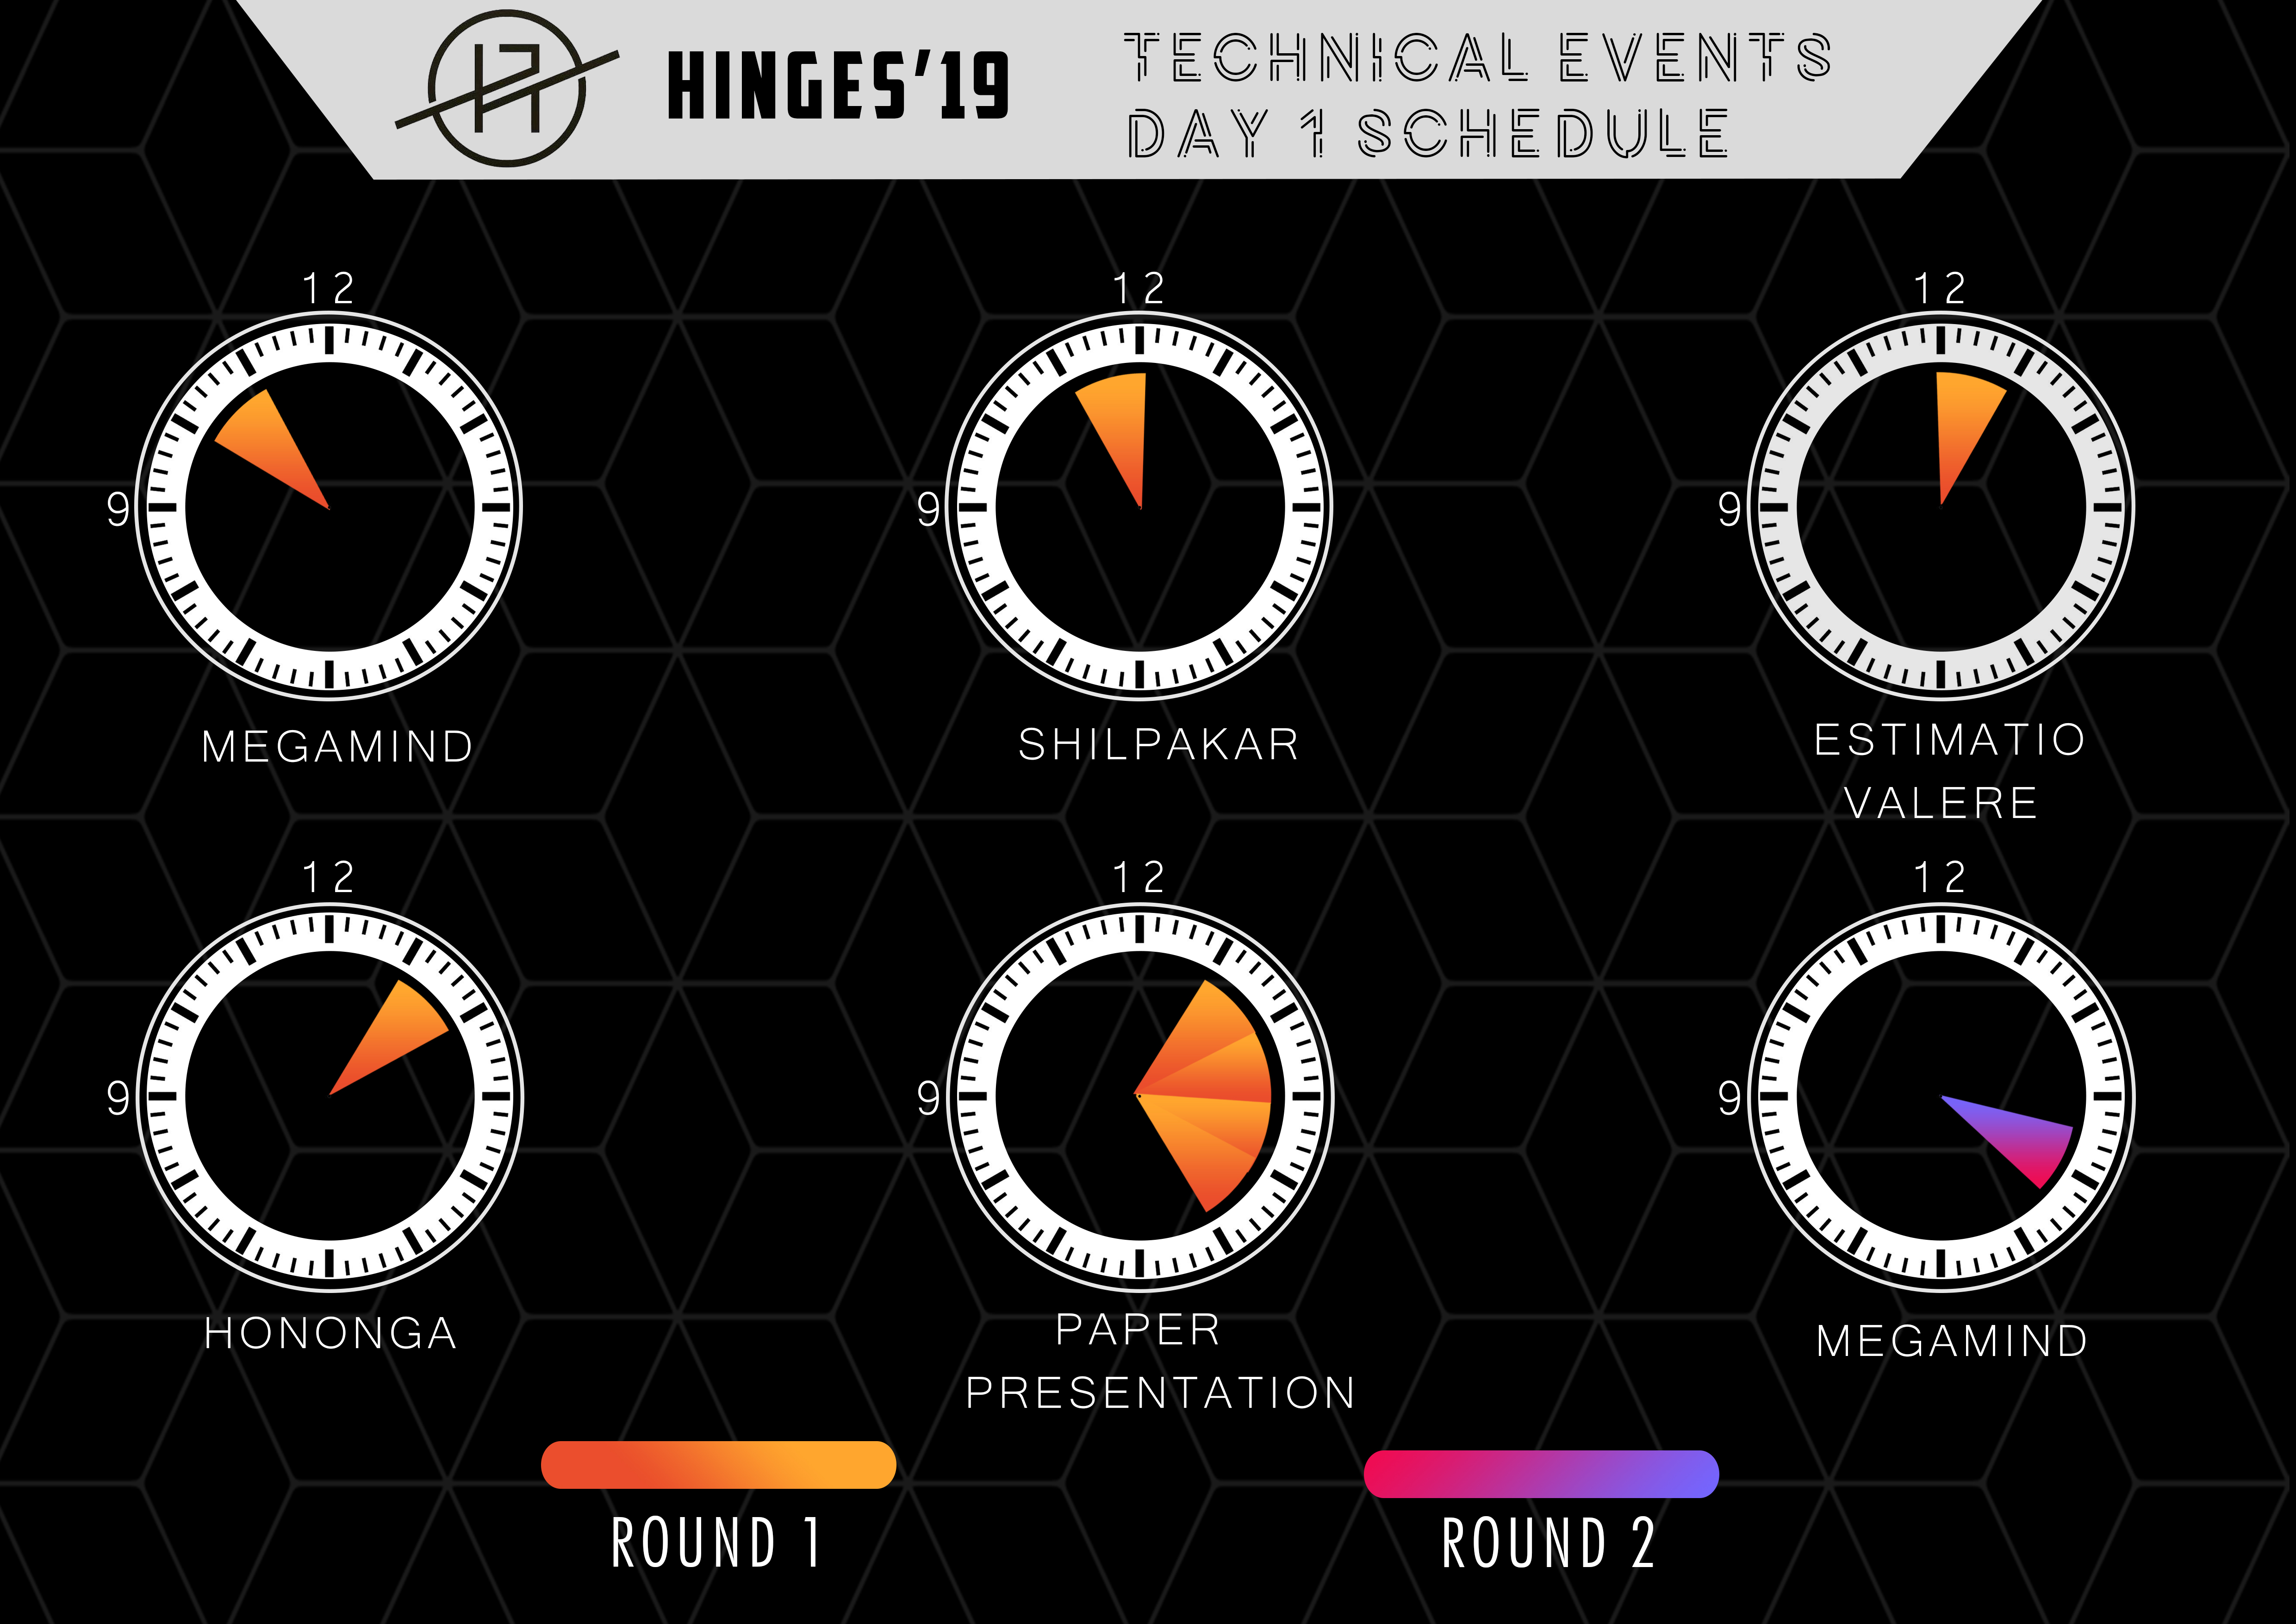 HINGES'19
TECHNICAL EVENTS
DAY 1 SCHEDULE
12
9
MEGAMIND
12
9
SHILPAKAR
12
9
ESTIMATIO
VALERE
12
9
HONONGA
12
9
PAPER
PRESENTATION
12
9
MEGAMIND
ROUND 1
ROUND 2